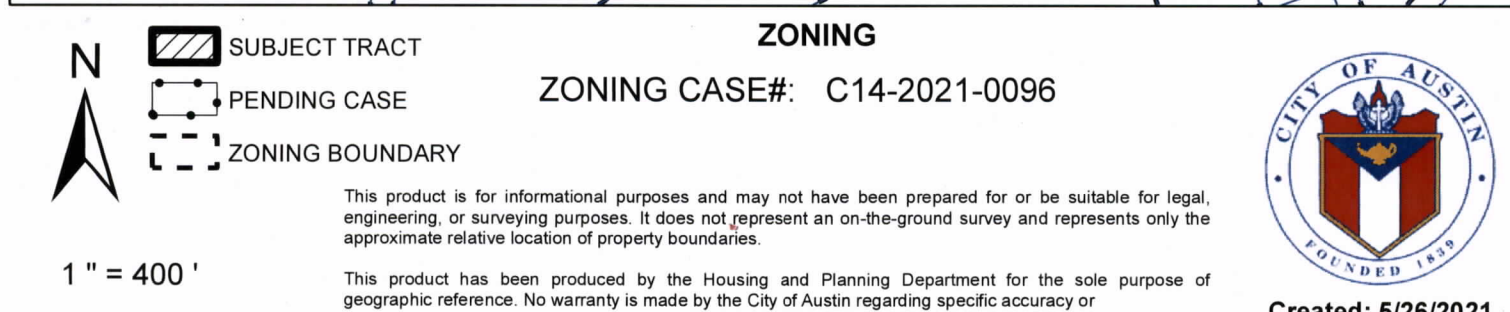 N
SUBJECT TRACT
PENDING CASE
ZONING BOUNDARY
1 " = 400 '
ZONING
ZONING CASE#: C14-2021-0096
This product is for informational purposes and may not have been prepared for or be suitable for legal,
engineering, or surveying purposes. It does not represent an on-the-ground survey and represents only the
approximate relative location of property boundaries.
This product has been produced by the Housing and Planning Department for the sole purpose of
geographic reference. No warranty is made by the City of Austin regarding specific accuracy or
CITY OF AUSTIN
FOUNDED 1839
Created: 5/26/2021